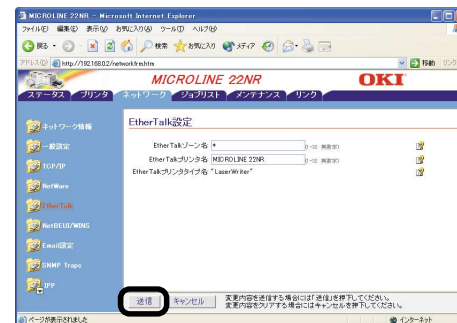 MICROLINE 22NR - Microsoft Internet Explorer
ファイル(F) 編集(E) 表示(V) お気に入り(A) ツール(T) ヘルプ(H)
戻る 検索 お気に入り メディア
アドレス(D) http://192.168.0.2/networkfrm.htm 移動
MICROLINE 22NR OKI
ステータス プリンタ ネットワーク ジョブリスト メンテナンス リンク
EtherTalk設定
ネットワーク情報
一般設定
TCP/IP
NetWare
EtherTalk
NetBEUI/WINS
Email設定
SNMP Traps
IPP
EtherTalkゾーン名 * (1-32 英数字)
EtherTalkプリンタ名 MICROLINE 22NR (1-32 英数字)
EtherTalkプリンタタイプ名 "LaserWriter"
送信 キャンセル 変更内容を送信する場合には「送信」を押下してください。
変更内容をクリアする場合にはキャンセルを押下してください。
ページが表示されました インターネット